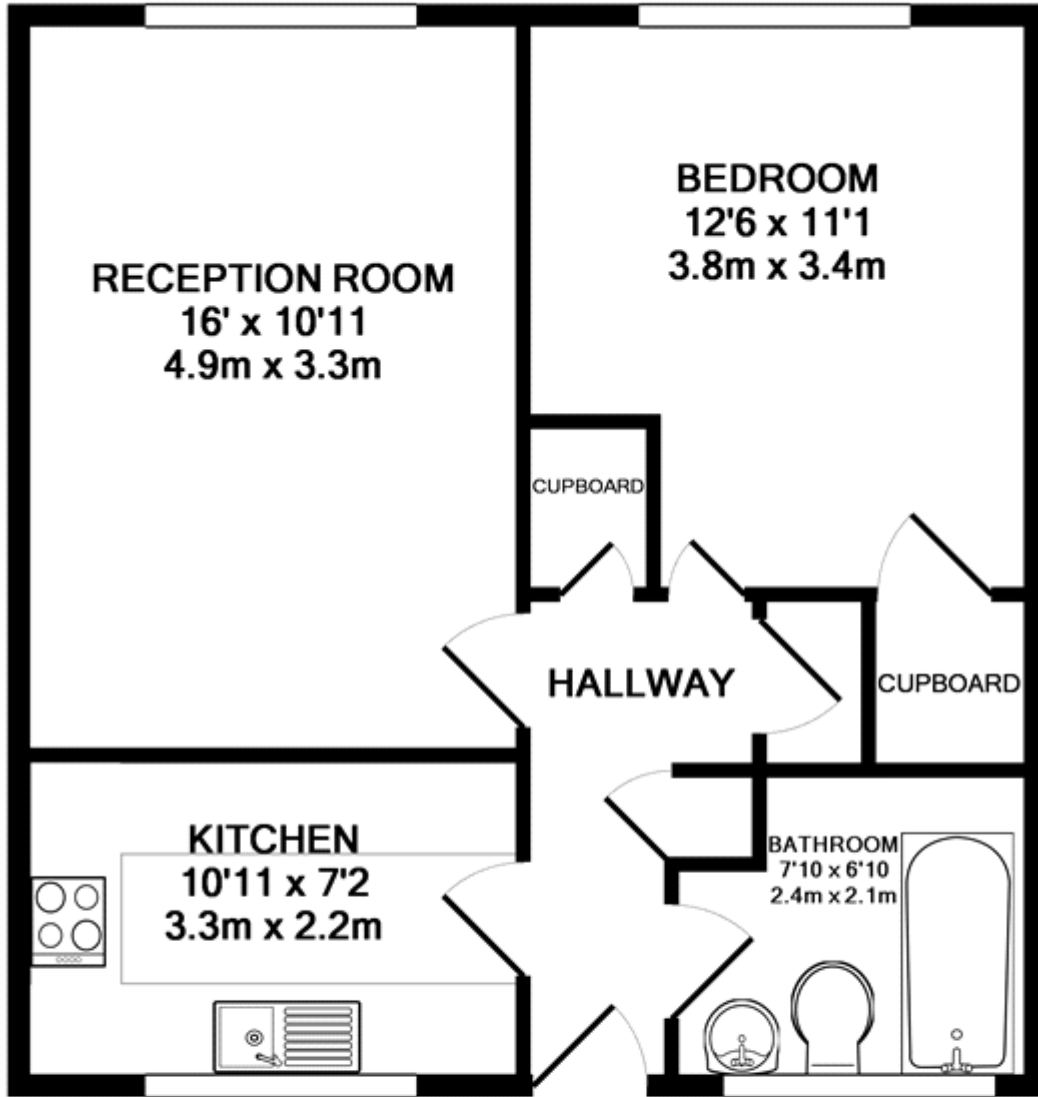 BEDROOM
12'6 x 11'1
3.8m x 3.4m
RECEPTION ROOM
16' x 10'11
4.9m x 3.3m
CUPBOARD
HALLWAY
CUPBOARD
KITCHEN
10'11 x 7'2
3.3m x 2.2m
BATHROOM
7'10 x 6'10
2.4m x 2.1m